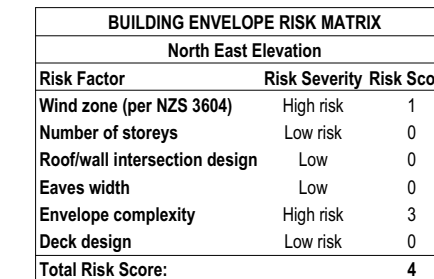 BUILDING ENVELOPE RISK MATRIX
North East Elevation
Risk Factor Risk Severity Risk Sco
Wind zone (per NZS 3604) High risk 1
Number of storeys Low risk 0
Roof/wall intersection design Low 0
Eaves width Low 0
Envelope complexity High risk 3
Deck design Low risk 0
Total Risk Score: 4